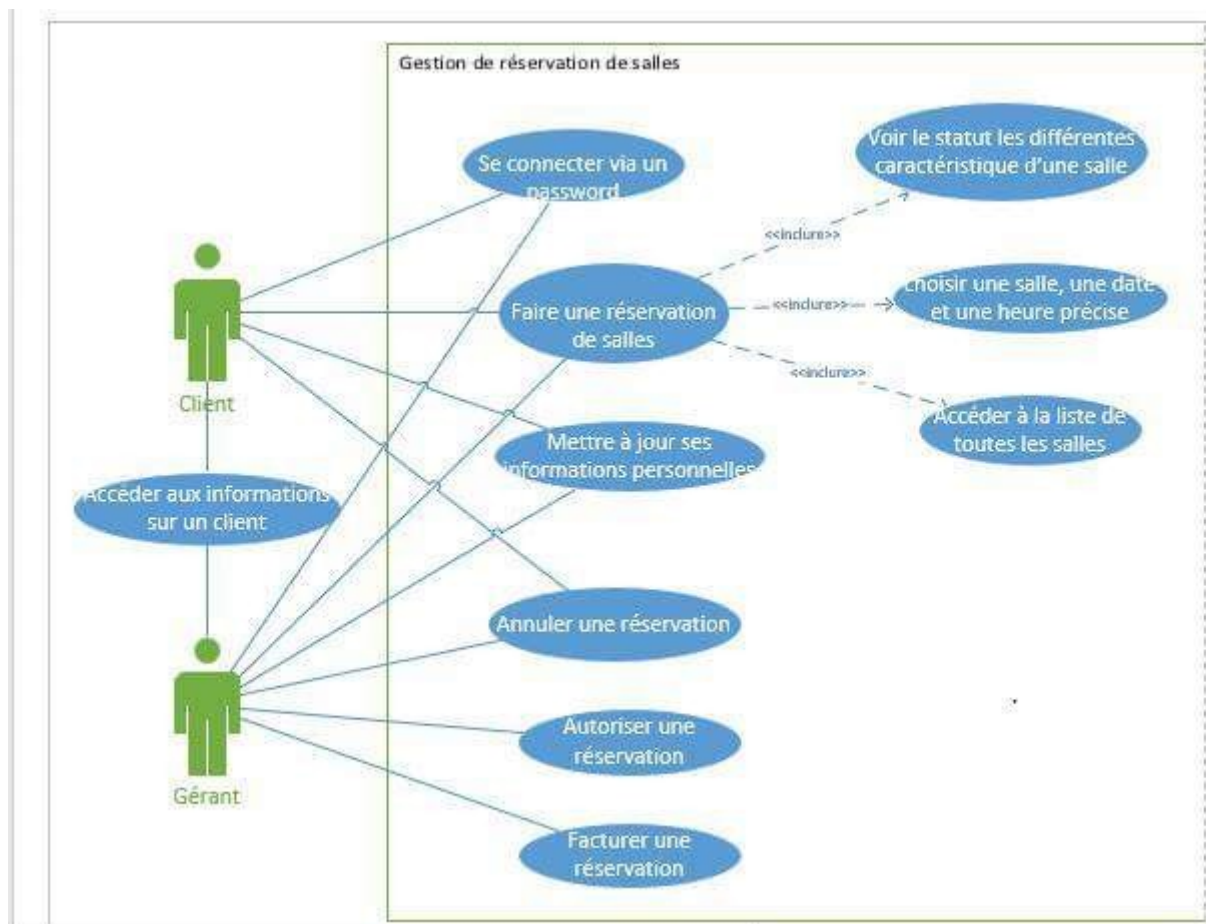 Gestion de réservation de salles
Se connecter via un
password
Voir le statut les différentes
caractéristique d'une salle
<<inclure>>
Faire une réservation
de salles
<<inclure>>
choisir une salle, une date
et une heure précise
<<inclure>>
Client
Accéder à la liste de
toutes les salles
Mettre à jour ses
informations personnelles
Accéder aux informations
sur un client
Annuler une réservation
Autoriser une
réservation
Gérant
Facturer une
réservation